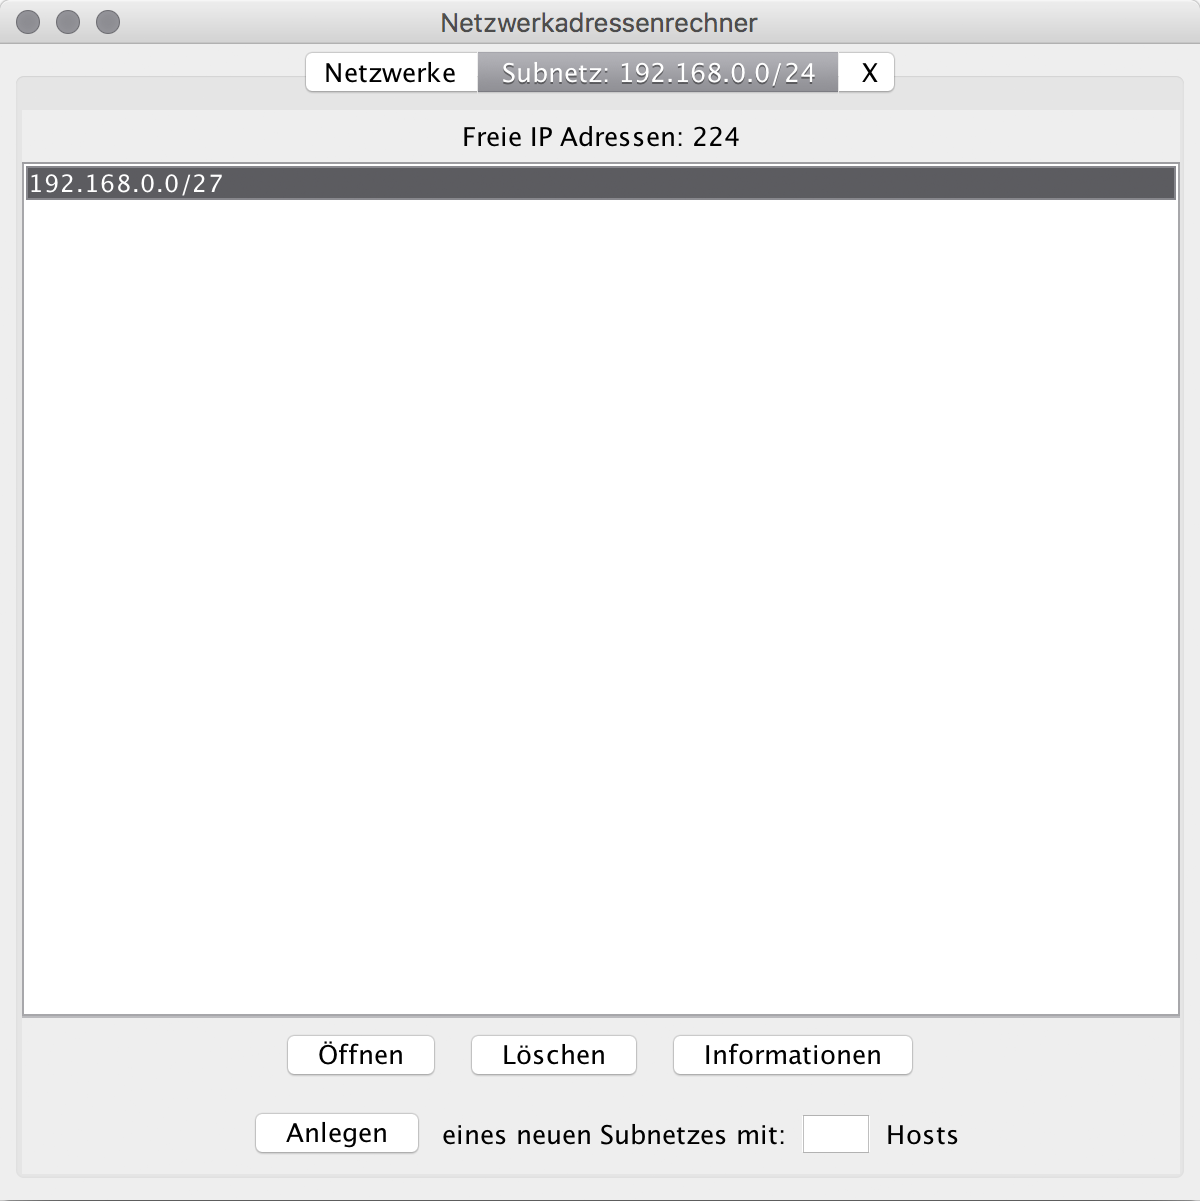 Netzwerkadressenrechner
Netzwerke Subnetz: 192.168.0.0/24 X
Freie IP Adressen: 224
192.168.0.0/27
Öffnen Löschen Informationen
Anlegen eines neuen Subnetzes mit: Hosts